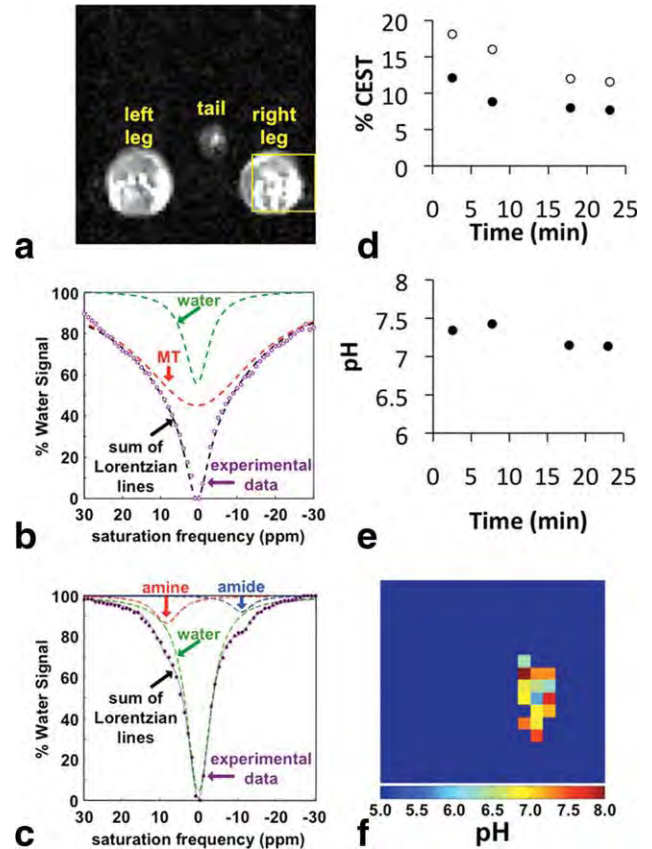 left
leg
tail
right
leg
a
100
80
60
40
20
0
% Water Signal
water
MT
sum of
Lorentzian
lines
experimental
data
30 20 10 0 -10 -20 -30
saturation frequency (ppm)
b
100
80
60
40
20
0
% Water Signal
amine
amide
water
sum of
Lorentzian
lines
experimental
data
30 20 10 0 -10 -20 -30
saturation frequency (ppm)
c
20
15
10
5
0
% CEST
0 5 10 15 20 25
Time (min)
d
8
7.5
7
6.5
6
pH
0 5 10 15 20 25
Time (min)
e
5.0 5.5 6.0 6.5 7.0 7.5 8.0
pH
f